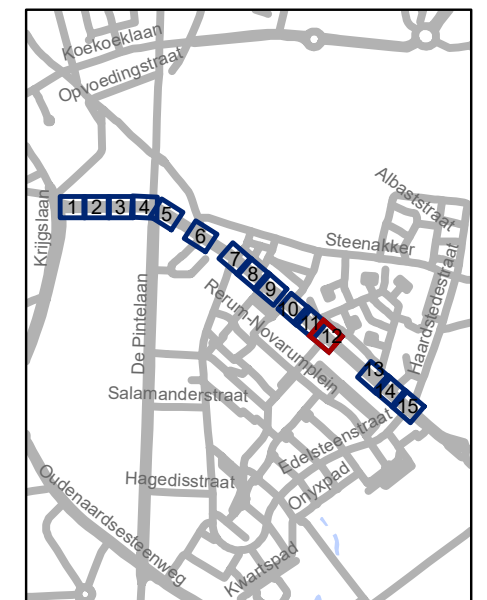 Koekoeklaan
Opvoedingstraat
Albaststraat
Krijgslaan
1 2 3 4 5
6
Steenakker
7
8
9
10
11
12
De Pintelaan
Rerum-Novarumplein
Haardstedestraat
13
14
15
Salamanderstraat
Edelsteenstraat
Hagedisstraat
Onyxpad
Oudenaardsesteenweg
Kwartspad